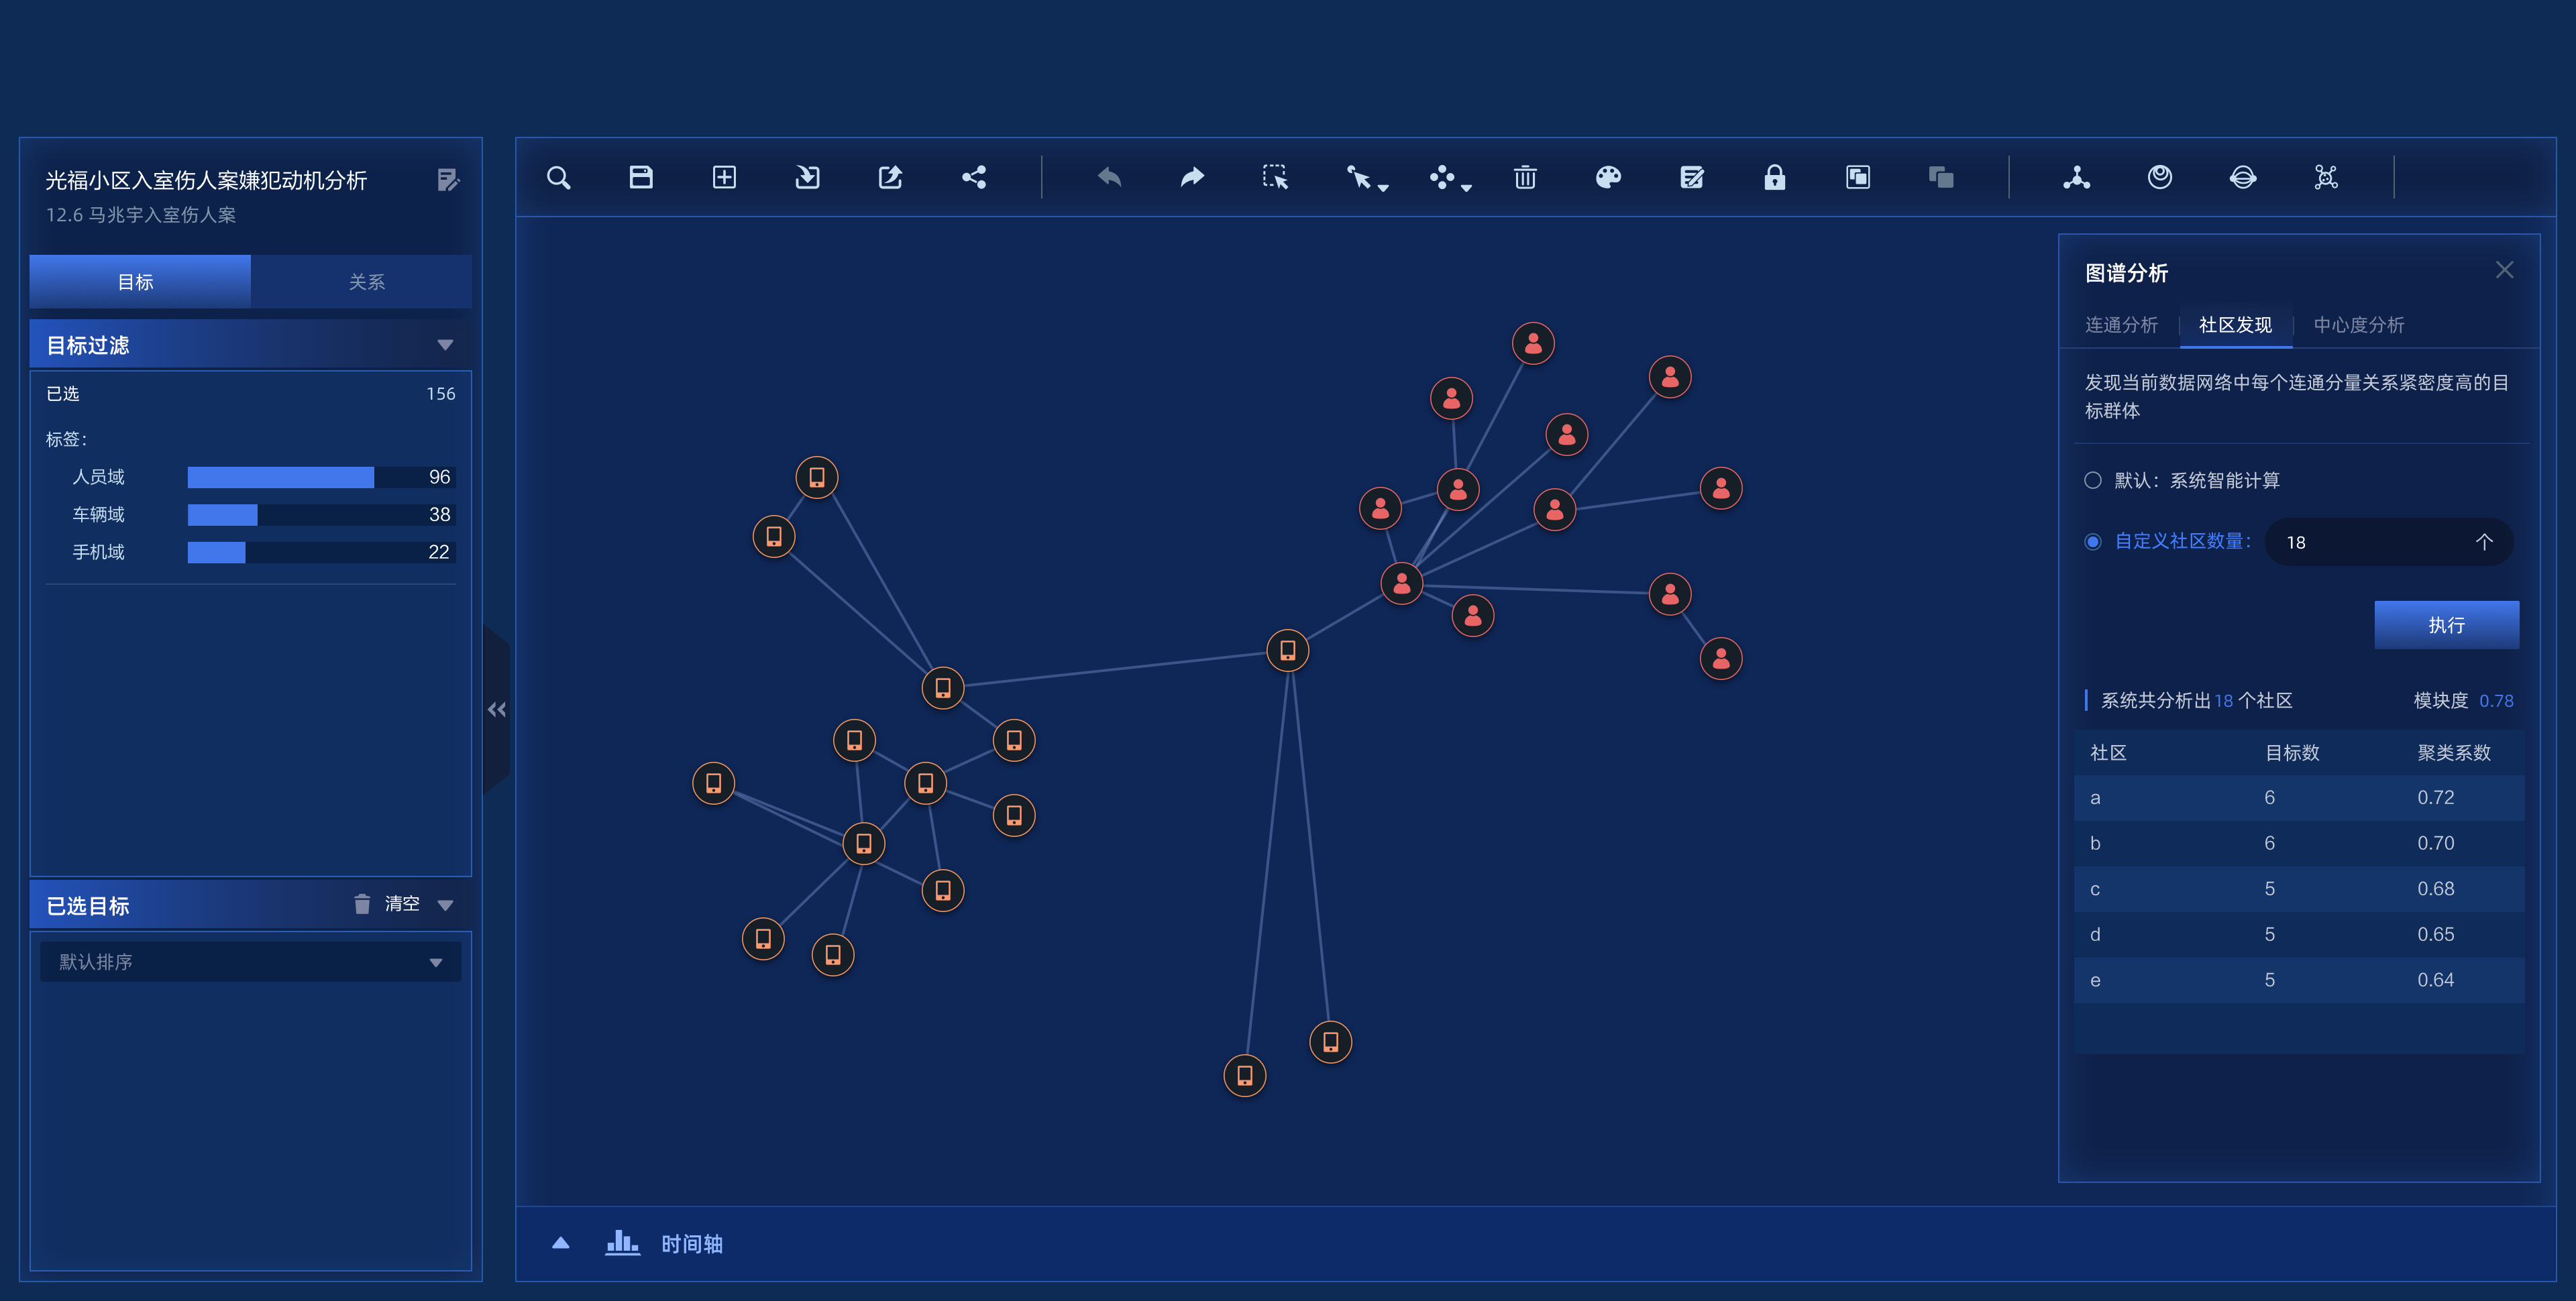 光福小区入室伤人案嫌犯动机分析
12.6 马兆宇入室伤人案
目标
关系
目标过滤
已选 156
标签：
人员域 96
车辆域 38
手机域 22
已选目标 清空
默认排序
时间轴
图谱分析
连通分析 社区发现 中心度分析
发现当前数据网络中每个连通分量关系紧密度高的目
标群体
默认：系统智能计算
自定义社区数量： 18 个
执行
系统共分析出 18 个社区 模块度 0.78
社区 目标数 聚类系数
a 6 0.72
b 6 0.70
c 5 0.68
d 5 0.65
e 5 0.64